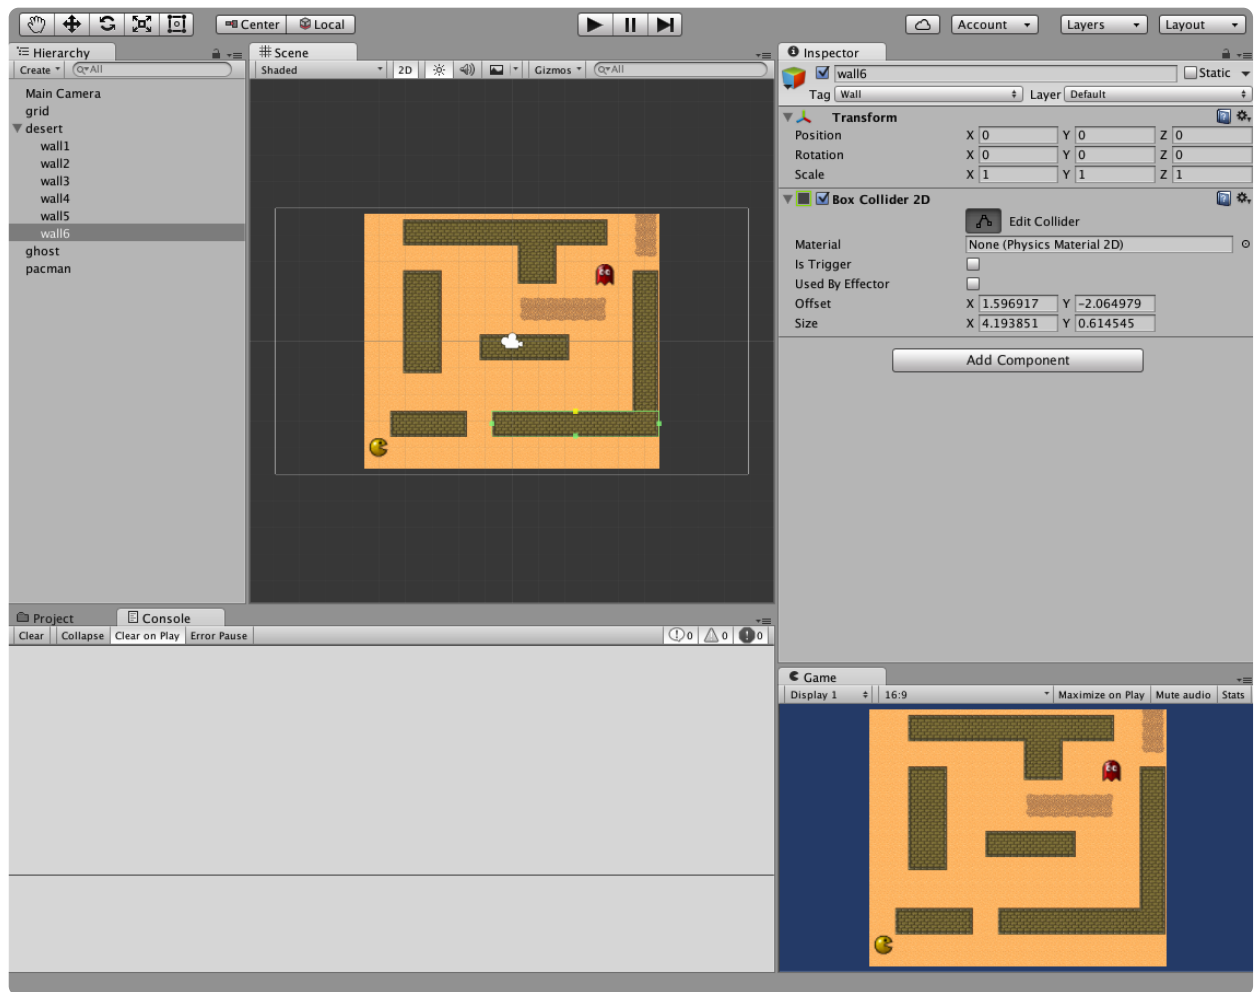 Center Local Account Layers Layout
Hierarchy
Create All
Main Camera
grid
desert
wall1
wall2
wall3
wall4
wall5
wall6
ghost
pacman
Scene
Shaded 2D Gizmos All
Inspector
wall6 Static
Tag Wall Layer Default
Transform
Position X 0 Y 0 Z 0
Rotation X 0 Y 0 Z 0
Scale X 1 Y 1 Z 1
Box Collider 2D
Edit Collider
Material None (Physics Material 2D)
Is Trigger
Used By Effector
Offset X 1.596917 Y -2.064979
Size X 4.193851 Y 0.614545
Add Component
Project Console
Clear Collapse Clear on Play Error Pause 0 0 0
Game
Display 1 16:9 Maximize on Play Mute audio Stats